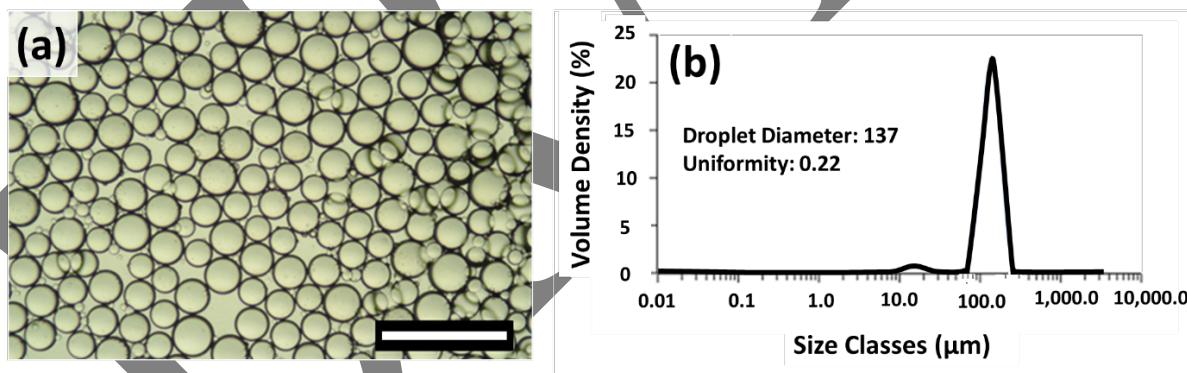 (a)
(b)
25
20
15
10
5
0
Volume Density (%)
Droplet Diameter: 137
Uniformity: 0.22
0.01 0.1 1.0 10.0 100.0 1,000.0 10,000.0
Size Classes (µm)